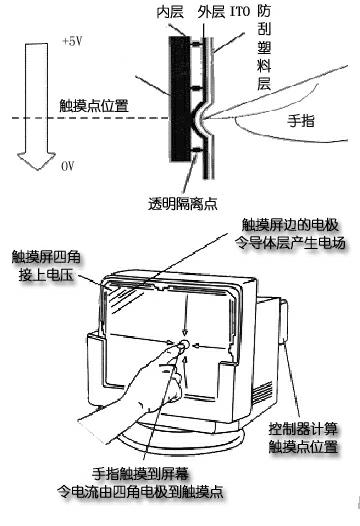 内层 外层 ITO 防刮塑料层
+5V
触摸点位置
手指
0V
透明隔离点
触摸屏边的电极
令导体层产生电场
触摸屏四角
接上电压
控制器计算
触摸点位置
手指触摸到屏幕
令电流由四角电极到触摸点